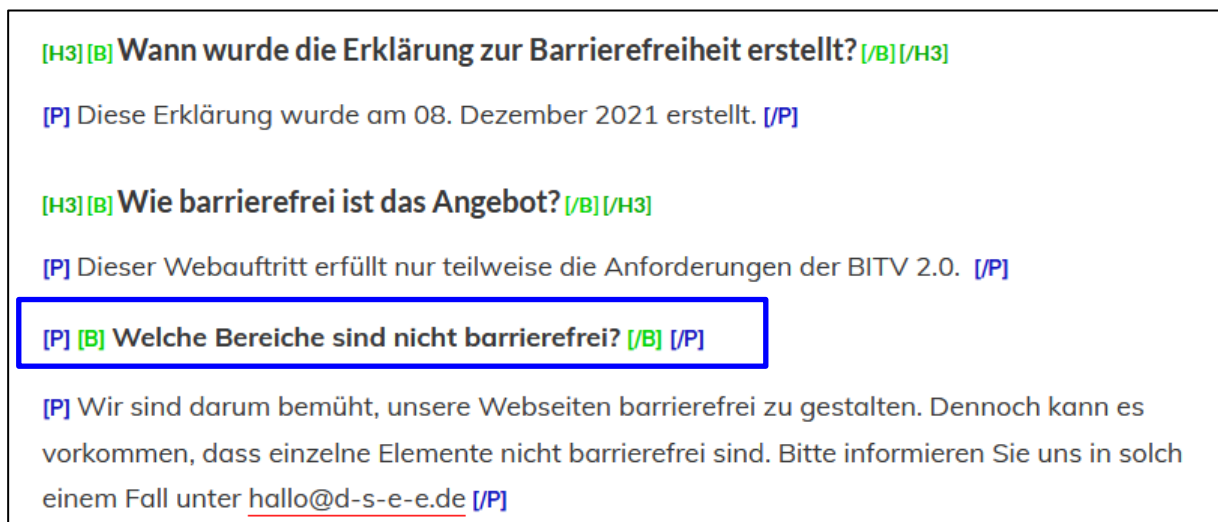 [H3] [B] Wann wurde die Erklärung zur Barrierefreiheit erstellt? [/B] [/H3]
[P] Diese Erklärung wurde am 08. Dezember 2021 erstellt. [/P]
[H3] [B] Wie barrierefrei ist das Angebot? [/B] [/H3]
[P] Dieser Webauftritt erfüllt nur teilweise die Anforderungen der BITV 2.0. [/P]
[P] [B] Welche Bereiche sind nicht barrierefrei? [/B] [/P]
[P] Wir sind darum bemüht, unsere Webseiten barrierefrei zu gestalten. Dennoch kann es
vorkommen, dass einzelne Elemente nicht barrierefrei sind. Bitte informieren Sie uns in solch
einem Fall unter hallo@d-s-e-e.de [/P]